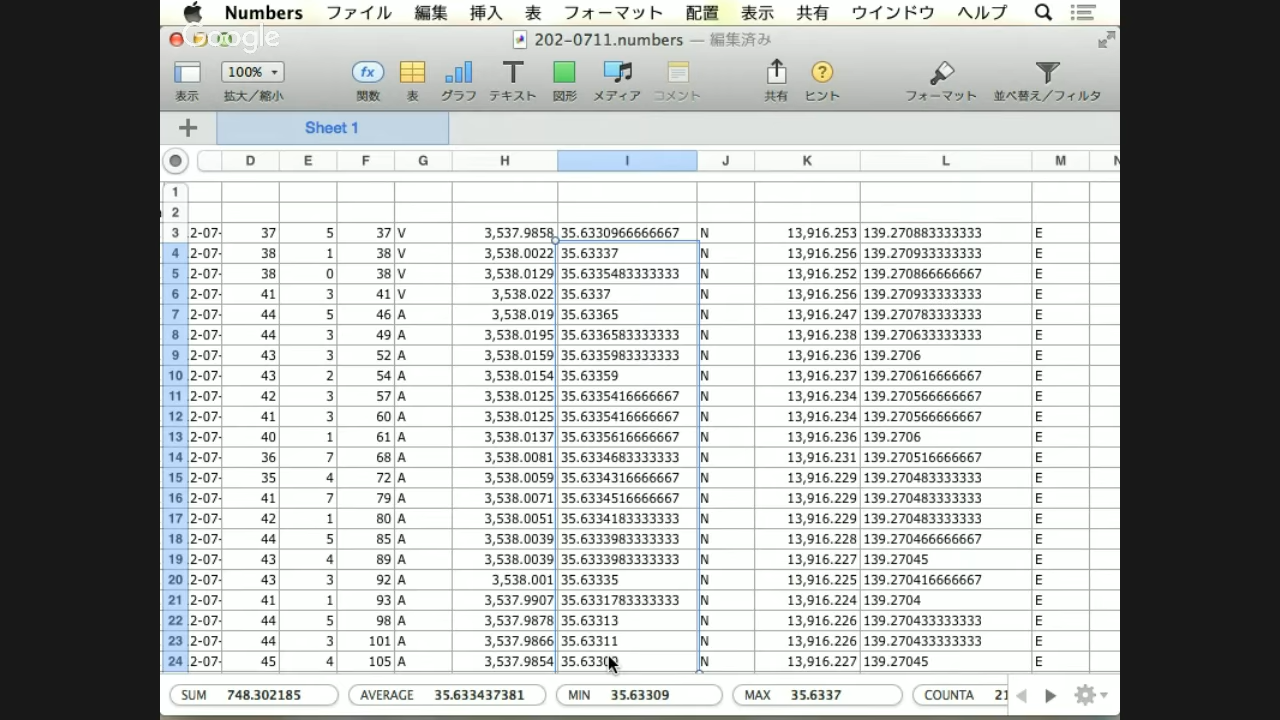 Numbers ファイル 編集 挿入 表 フォーマット 配置 表示 共有 ウインドウ ヘルプ
Google
202-0711.numbers — 編集済み
100%
表示 拡大／縮小 関数 表 グラフ テキスト 図形 メディア コメント 共有 ヒント フォーマット 並べ替え／フィルタ
Sheet 1
D E F G H I J K L M N
1
2
3 2-07- 37 5 37 V 3,537.9858 35.6330966666667 N 13,916.253 139.270883333333 E
4 2-07- 38 1 38 V 3,538.0022 35.63337 N 13,916.256 139.270933333333 E
5 2-07- 38 0 38 V 3,538.0129 35.6335483333333 N 13,916.252 139.270866666667 E
6 2-07- 41 3 41 V 3,538.022 35.6337 N 13,916.256 139.270933333333 E
7 2-07- 44 5 46 A 3,538.019 35.63365 N 13,916.247 139.270783333333 E
8 2-07- 44 3 49 A 3,538.0195 35.6336583333333 N 13,916.238 139.270633333333 E
9 2-07- 43 3 52 A 3,538.0159 35.6335983333333 N 13,916.236 139.2706 E
10 2-07- 43 2 54 A 3,538.0154 35.63359 N 13,916.237 139.270616666667 E
11 2-07- 42 3 57 A 3,538.0125 35.6335416666667 N 13,916.234 139.270566666667 E
12 2-07- 41 3 60 A 3,538.0125 35.6335416666667 N 13,916.234 139.270566666667 E
13 2-07- 40 1 61 A 3,538.0137 35.6335616666667 N 13,916.236 139.2706 E
14 2-07- 36 7 68 A 3,538.0081 35.6334683333333 N 13,916.231 139.270516666667 E
15 2-07- 35 4 72 A 3,538.0059 35.6334316666667 N 13,916.229 139.270483333333 E
16 2-07- 41 7 79 A 3,538.0071 35.6334516666667 N 13,916.229 139.270483333333 E
17 2-07- 42 1 80 A 3,538.0051 35.6334183333333 N 13,916.229 139.270483333333 E
18 2-07- 44 5 85 A 3,538.0039 35.6333983333333 N 13,916.228 139.270466666667 E
19 2-07- 43 4 89 A 3,538.0039 35.6333983333333 N 13,916.227 139.27045 E
20 2-07- 43 3 92 A 3,538.001 35.63335 N 13,916.225 139.270416666667 E
21 2-07- 41 1 93 A 3,537.9907 35.6331783333333 N 13,916.224 139.2704 E
22 2-07- 44 5 98 A 3,537.9878 35.63313 N 13,916.226 139.270433333333 E
23 2-07- 44 3 101 A 3,537.9866 35.63311 N 13,916.226 139.270433333333 E
24 2-07- 45 4 105 A 3,537.9854 N 13,916.227 139.27045 E
SUM 748.302185 AVERAGE 35.633437381 MIN 35.63309 MAX 35.6337 COUNTA 21